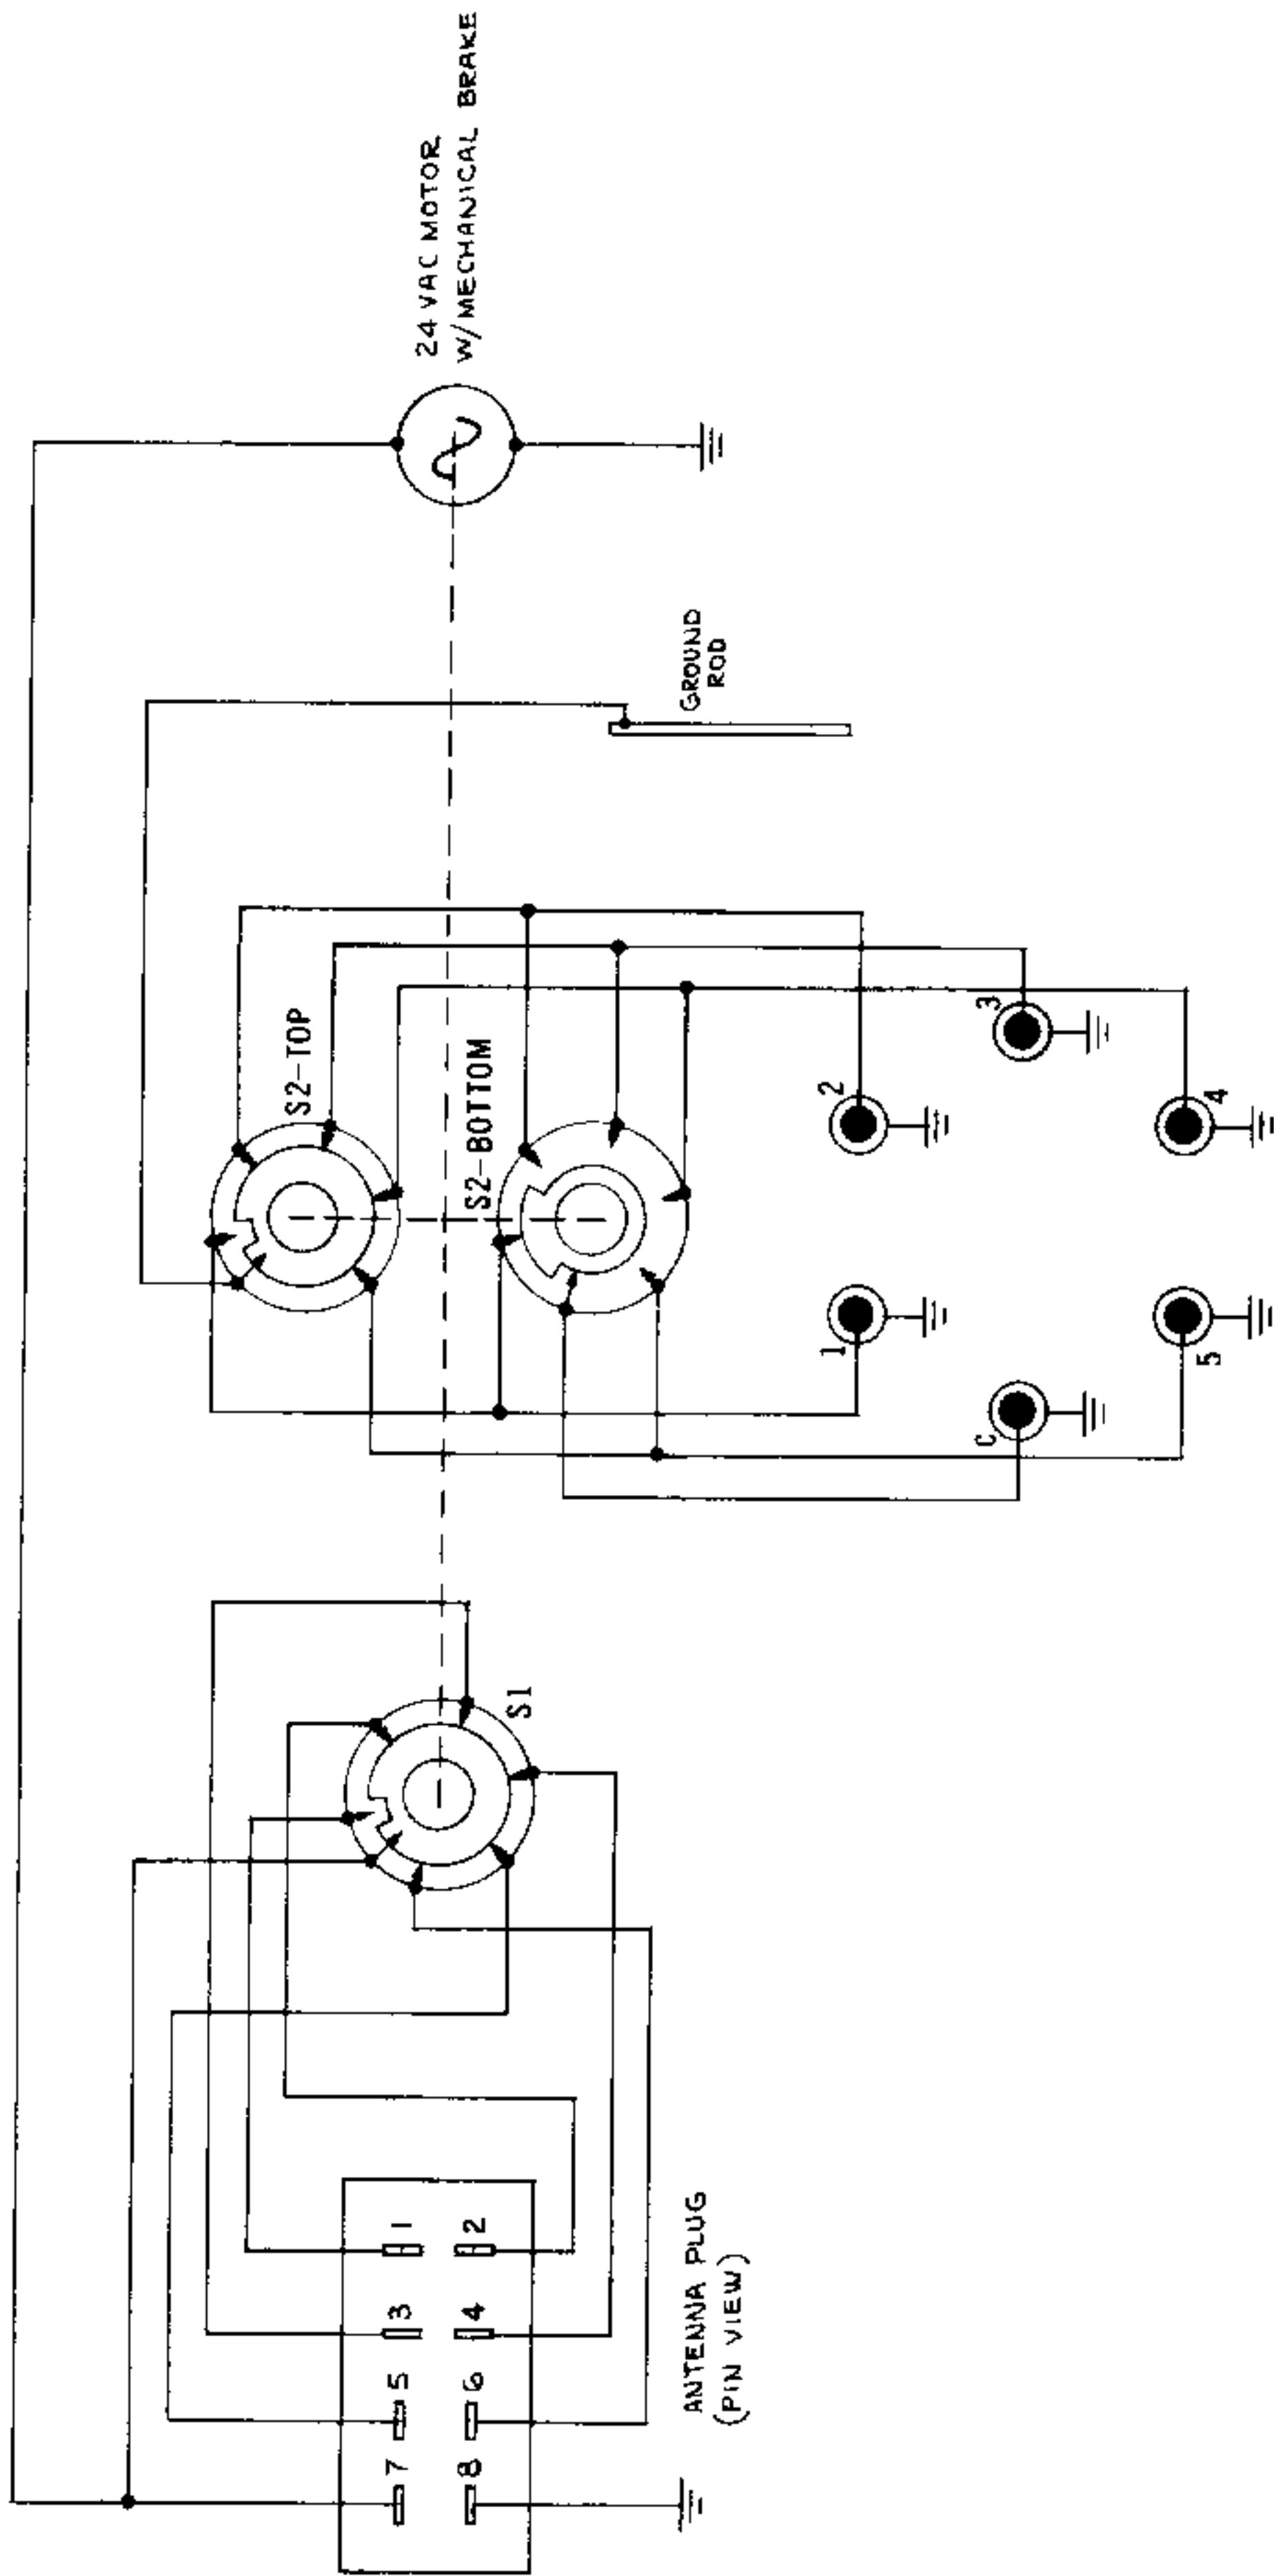 24 VAC MOTOR
W/MECHANICAL BRAKE
GROUND
ROD
S2-TOP
S2-BOTTOM
1
2
3
C
5
4
S1
7
5
3
1
8
6
4
2
ANTENNA PLUG
(PIN VIEW)